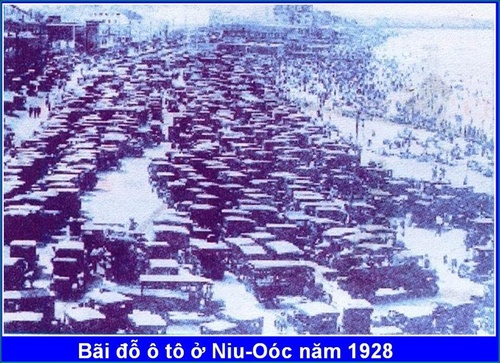 Bãi đỗ ô tô ở Niu-Oóc năm 1928